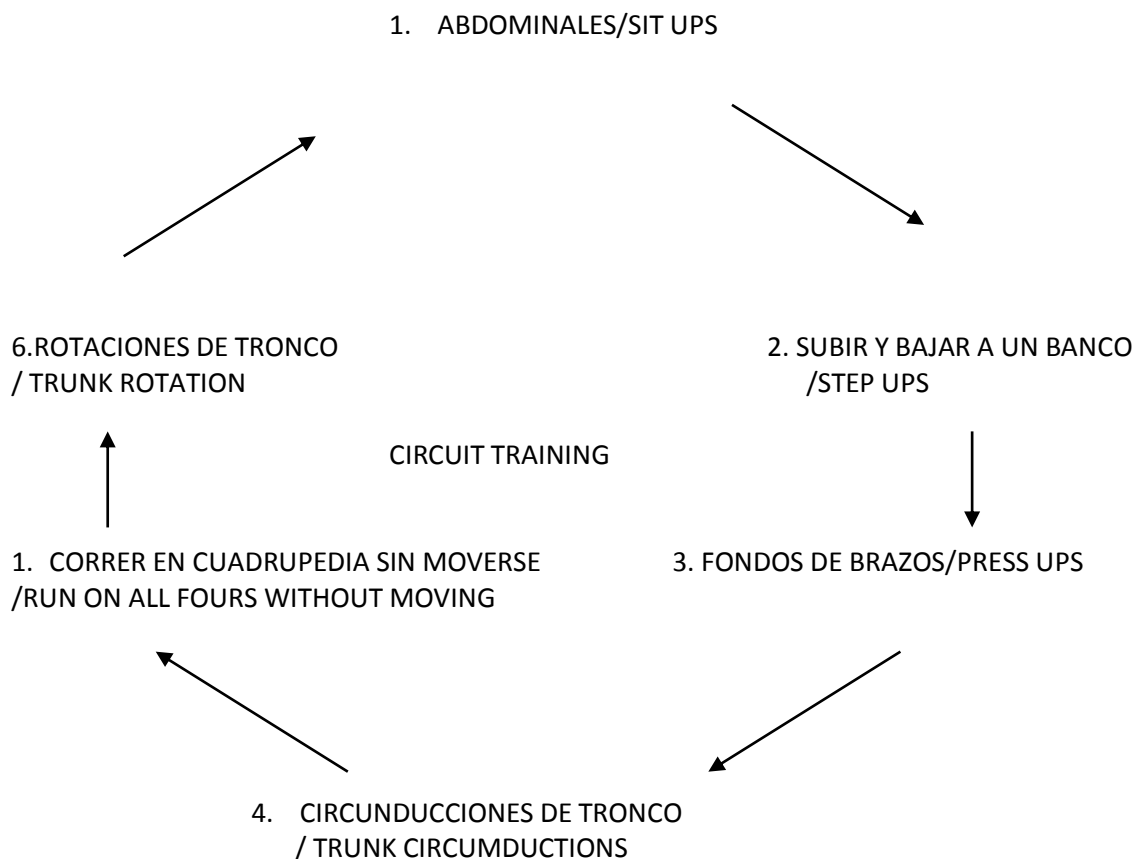 1. ABDOMINALES/SIT UPS
6.ROTACIONES DE TRONCO
/ TRUNK ROTATION
2. SUBIR Y BAJAR A UN BANCO
/STEP UPS
CIRCUIT TRAINING
1. CORRER EN CUADRUPEDIA SIN MOVERSE
/RUN ON ALL FOURS WITHOUT MOVING
3. FONDOS DE BRAZOS/PRESS UPS
4. CIRCUNDUCCIONES DE TRONCO
/ TRUNK CIRCUMDUCTIONS